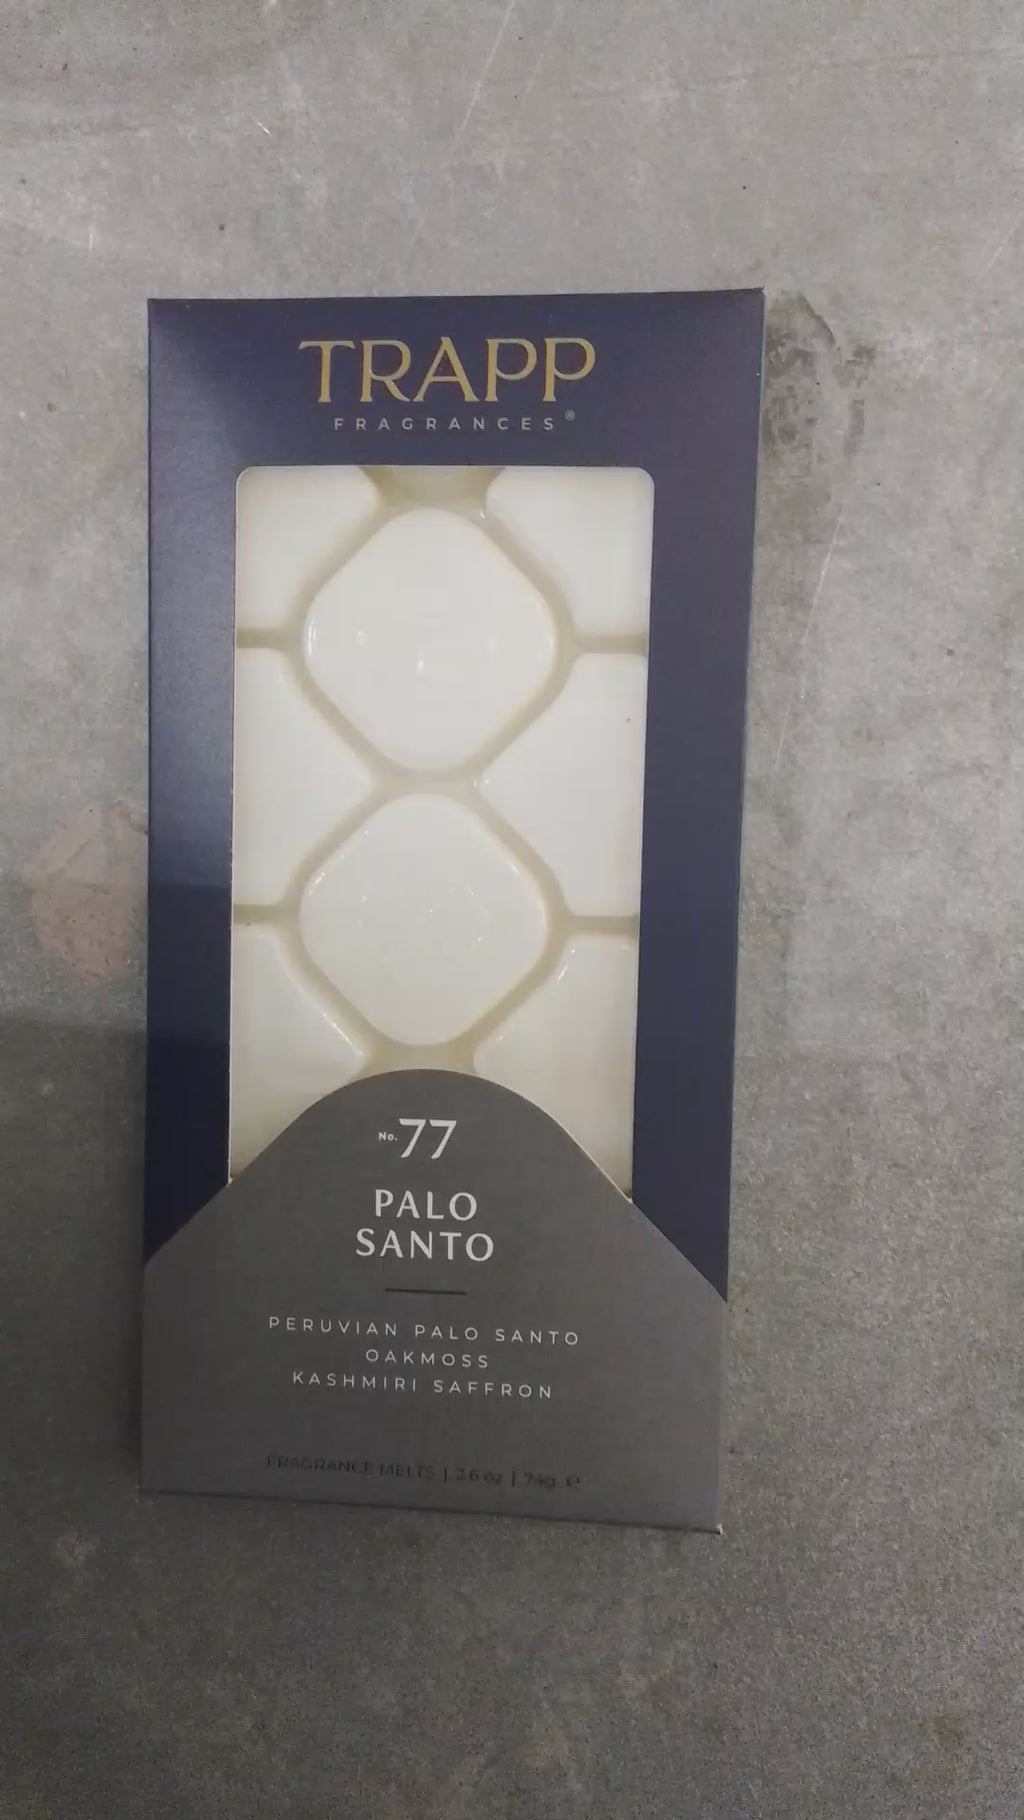 TRAPP
FRAGRANCES®
No. 77
PALO
SANTO
PERUVIAN PALO SANTO
OAKMOSS
KASHMIRI SAFFRON
FRAGRANCE MELTS | 2.6 oz | 74g ℮